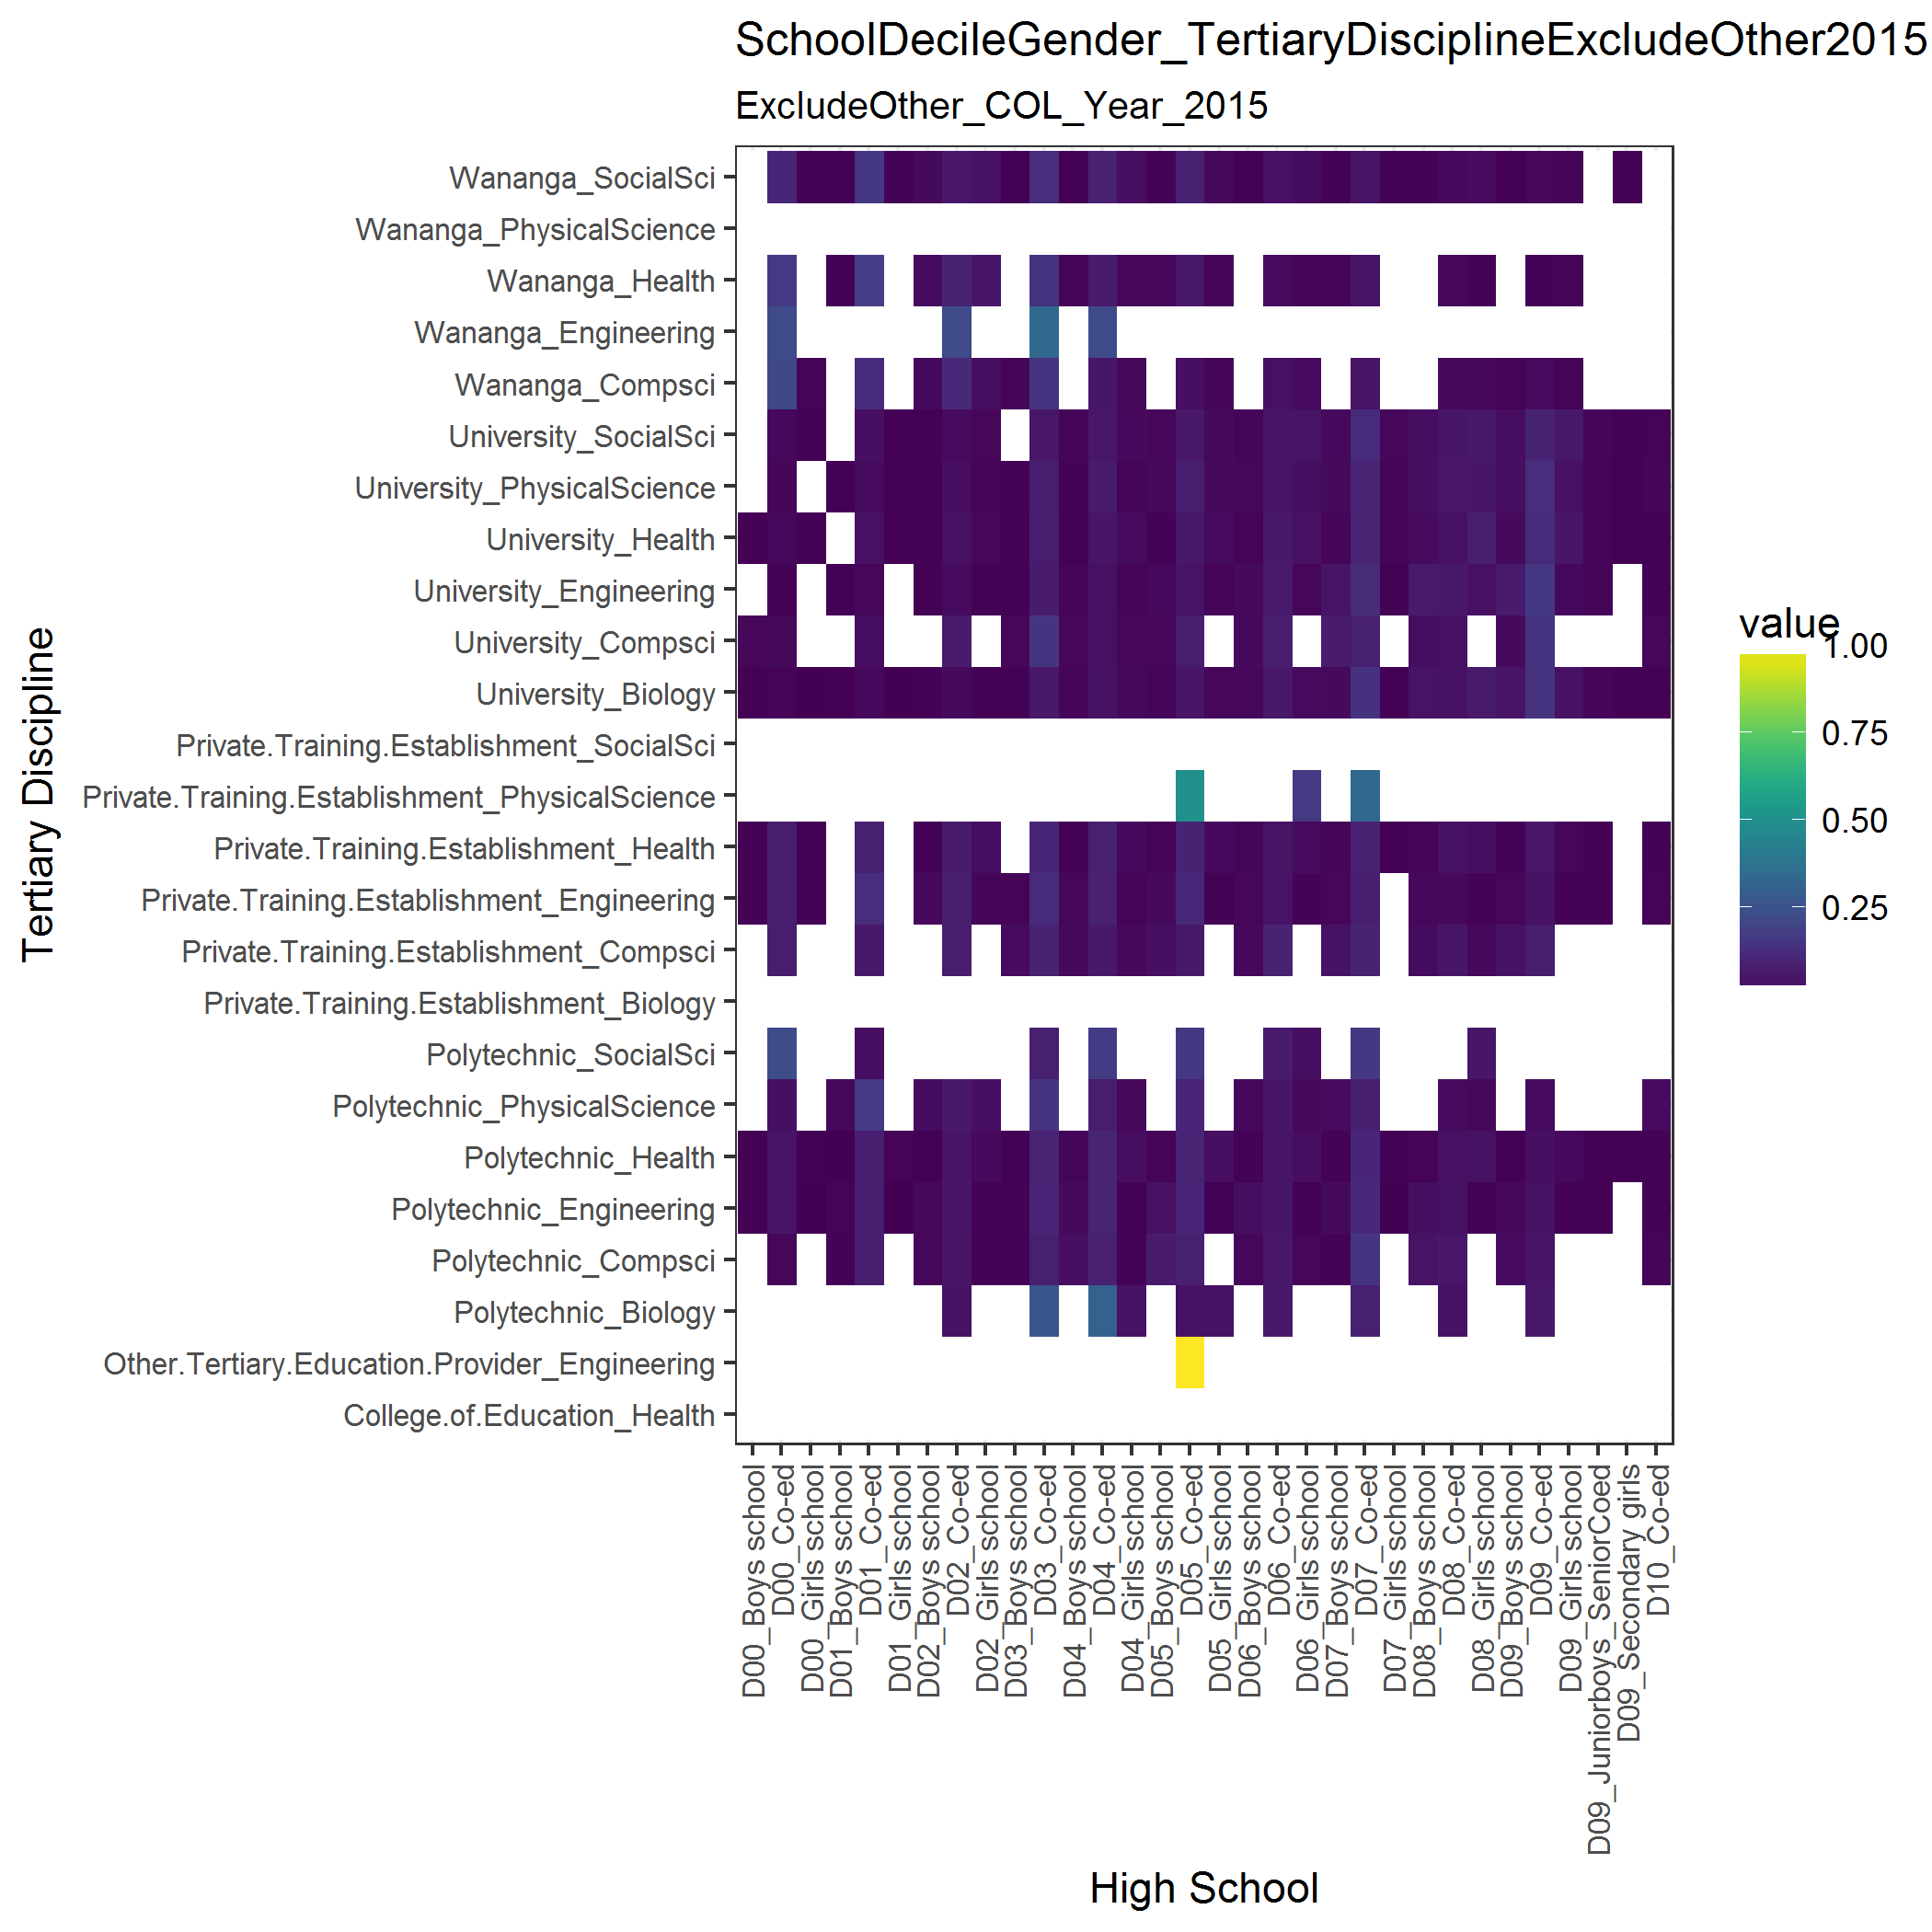 SchoolDecileGender_TertiaryDisciplineExcludeOther2015
ExcludeOther_COL_Year_2015
Tertiary Discipline
Wananga_SocialSci
Wananga_PhysicalScience
Wananga_Health
Wananga_Engineering
Wananga_Compsci
University_SocialSci
University_PhysicalScience
University_Health
University_Engineering
University_Compsci
University_Biology
Private.Training.Establishment_SocialSci
Private.Training.Establishment_PhysicalScience
Private.Training.Establishment_Health
Private.Training.Establishment_Engineering
Private.Training.Establishment_Compsci
Private.Training.Establishment_Biology
Polytechnic_SocialSci
Polytechnic_PhysicalScience
Polytechnic_Health
Polytechnic_Engineering
Polytechnic_Compsci
Polytechnic_Biology
Other.Tertiary.Education.Provider_Engineering
College.of.Education_Health
D00_Boys school
D00_Co-ed
D00_Girls school
D01_Boys school
D01_Co-ed
D01_Girls school
D02_Boys school
D02_Co-ed
D02_Girls school
D03_Boys school
D03_Co-ed
D04_Boys school
D04_Co-ed
D04_Girls school
D05_Boys school
D05_Co-ed
D05_Girls school
D06_Boys school
D06_Co-ed
D06_Girls school
D07_Boys school
D07_Co-ed
D07_Girls school
D08_Boys school
D08_Co-ed
D08_Girls school
D09_Boys school
D09_Co-ed
D09_Girls school
D09_Juniorboys_SeniorCoed
D09_Secondary girls
D10_Co-ed
High School
value
1.00
0.75
0.50
0.25